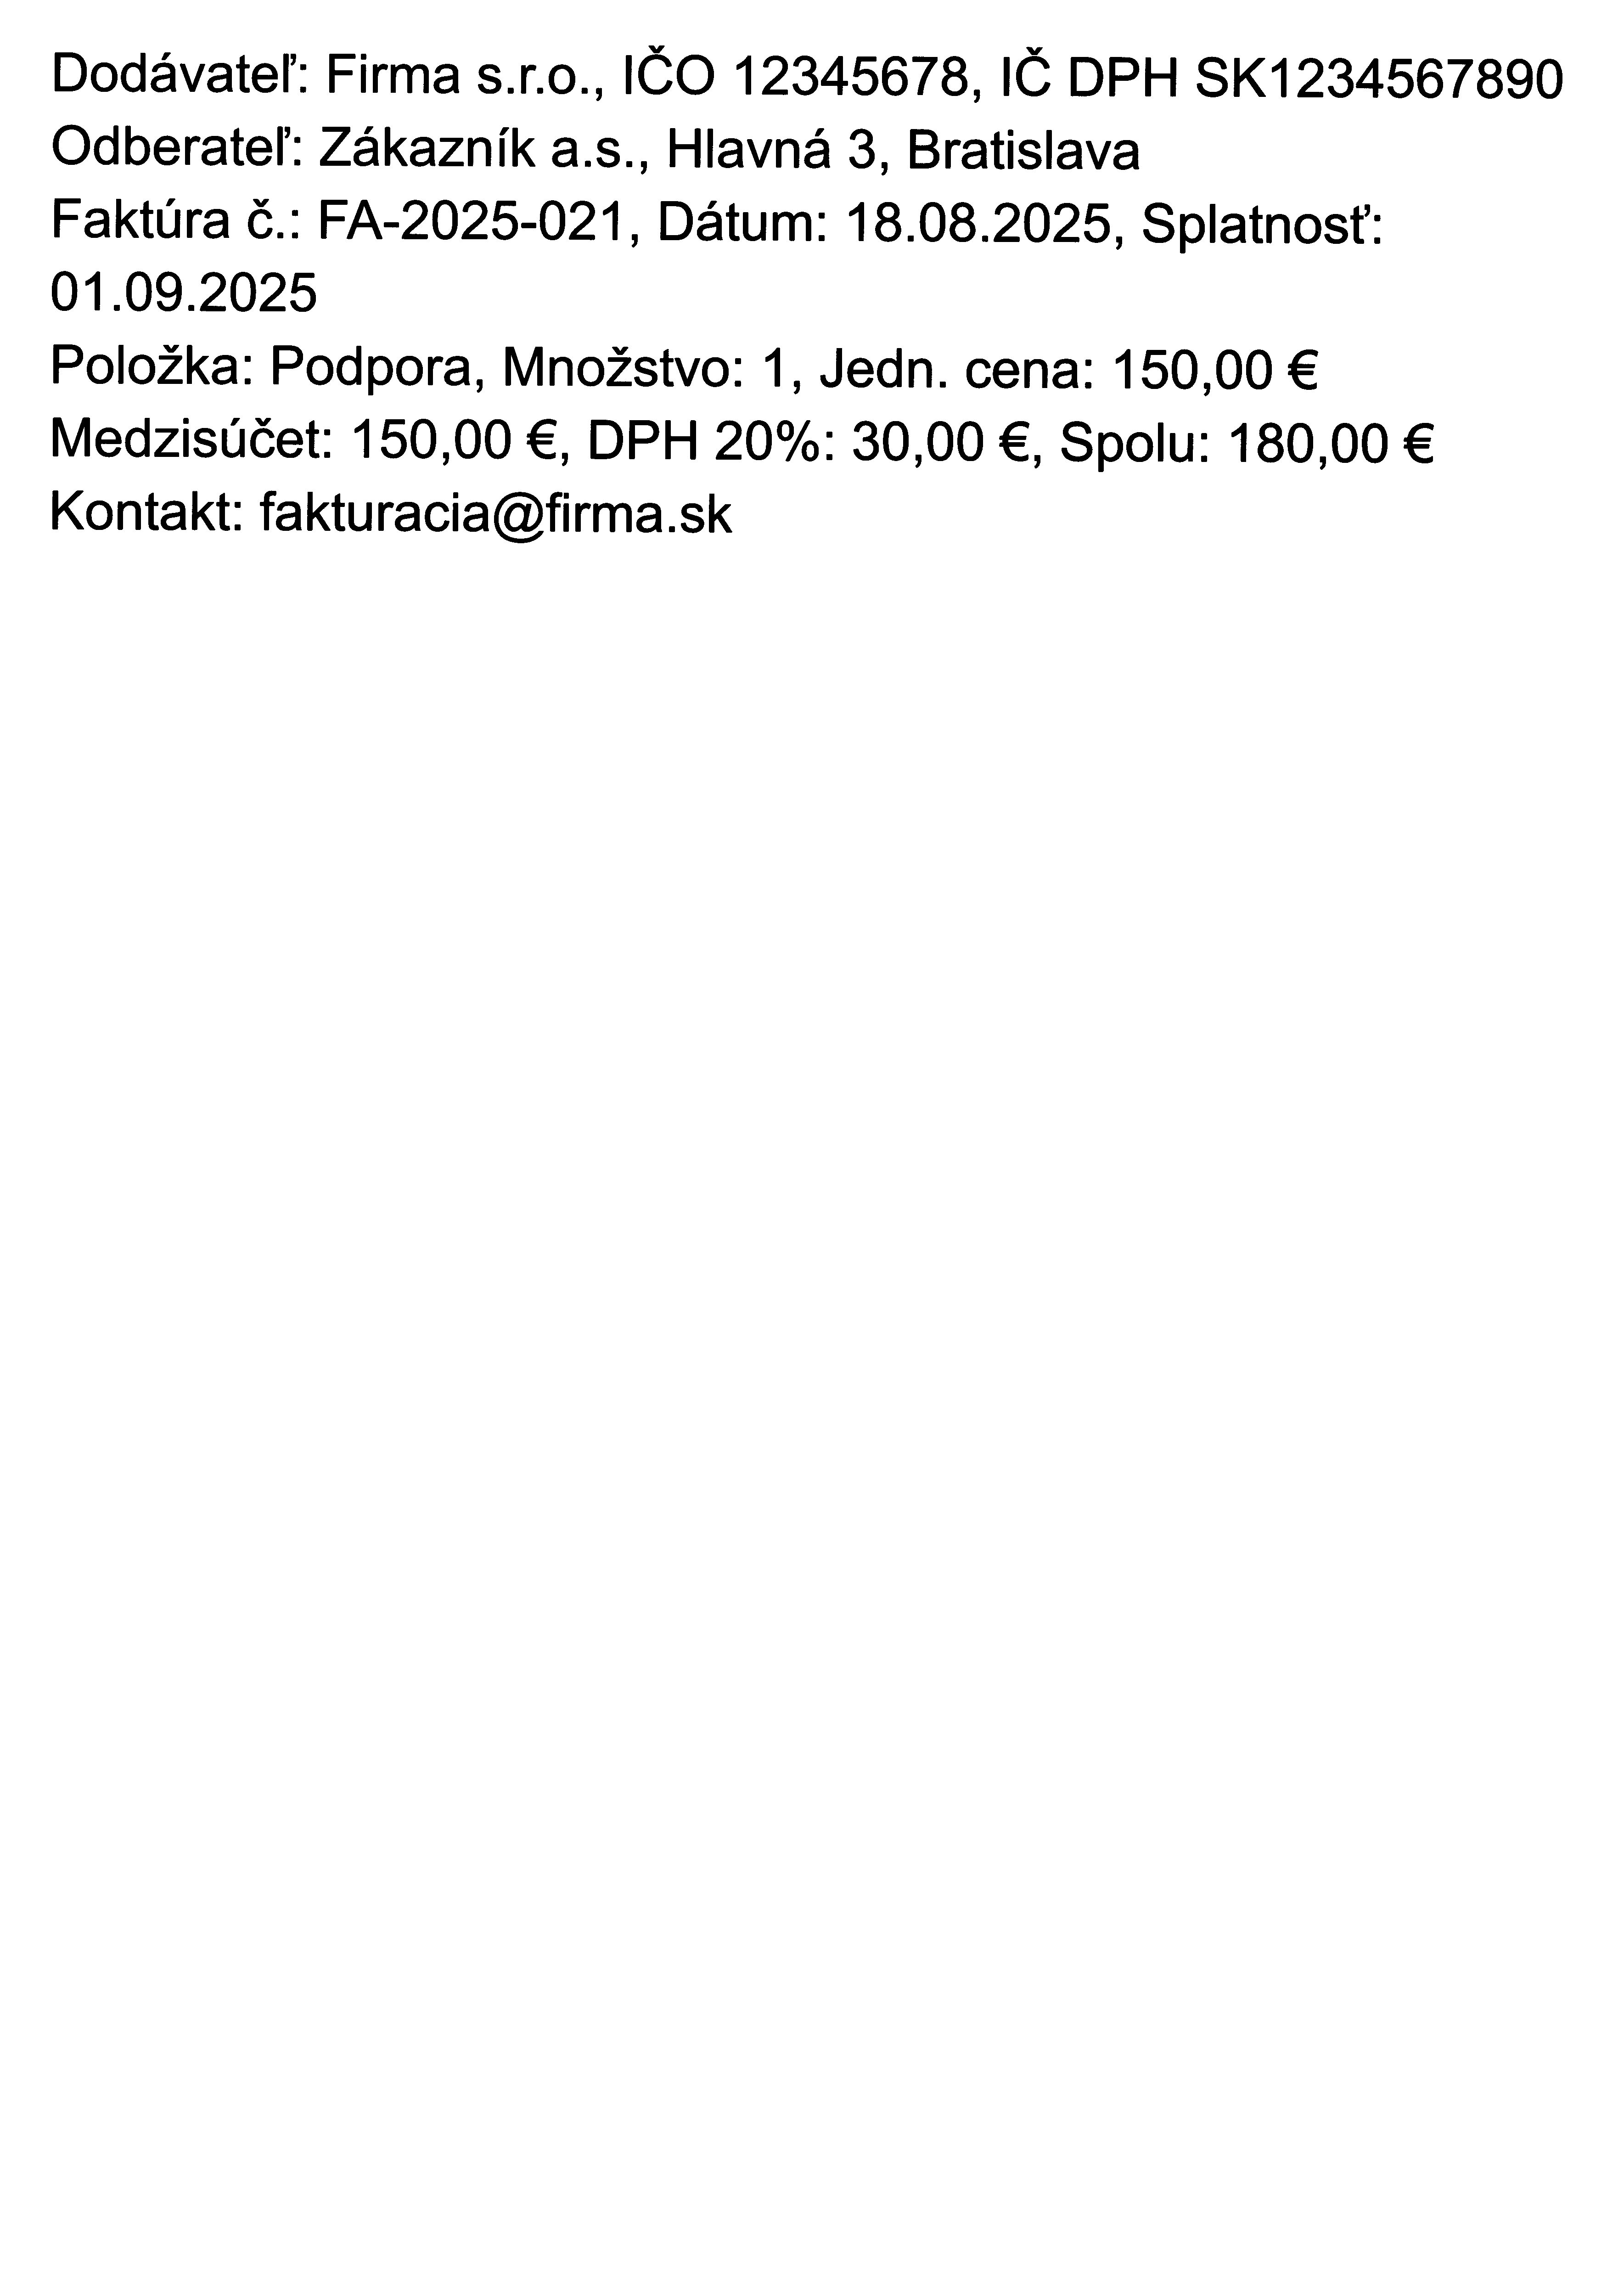 Dodávateľ: Firma s.r.o., IČO 12345678, IČ DPH SK1234567890
Odberateľ: Zákazník a.s., Hlavná 3, Bratislava
Faktúra č.: FA-2025-021, Dátum: 18.08.2025, Splatnosť:
01.09.2025
Položka: Podpora, Množstvo: 1, Jedn. cena: 150,00 €
Medzisúčet: 150,00 €, DPH 20%: 30,00 €, Spolu: 180,00 €
Kontakt: fakturacia@firma.sk